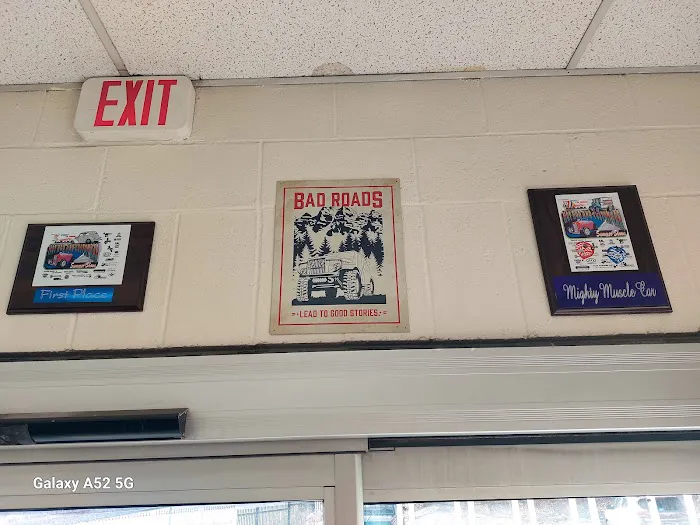 EXIT
BAD ROADS
LEAD TO GOOD STORIES
First Place
Mighty Muscle Car
Galaxy A52 5G